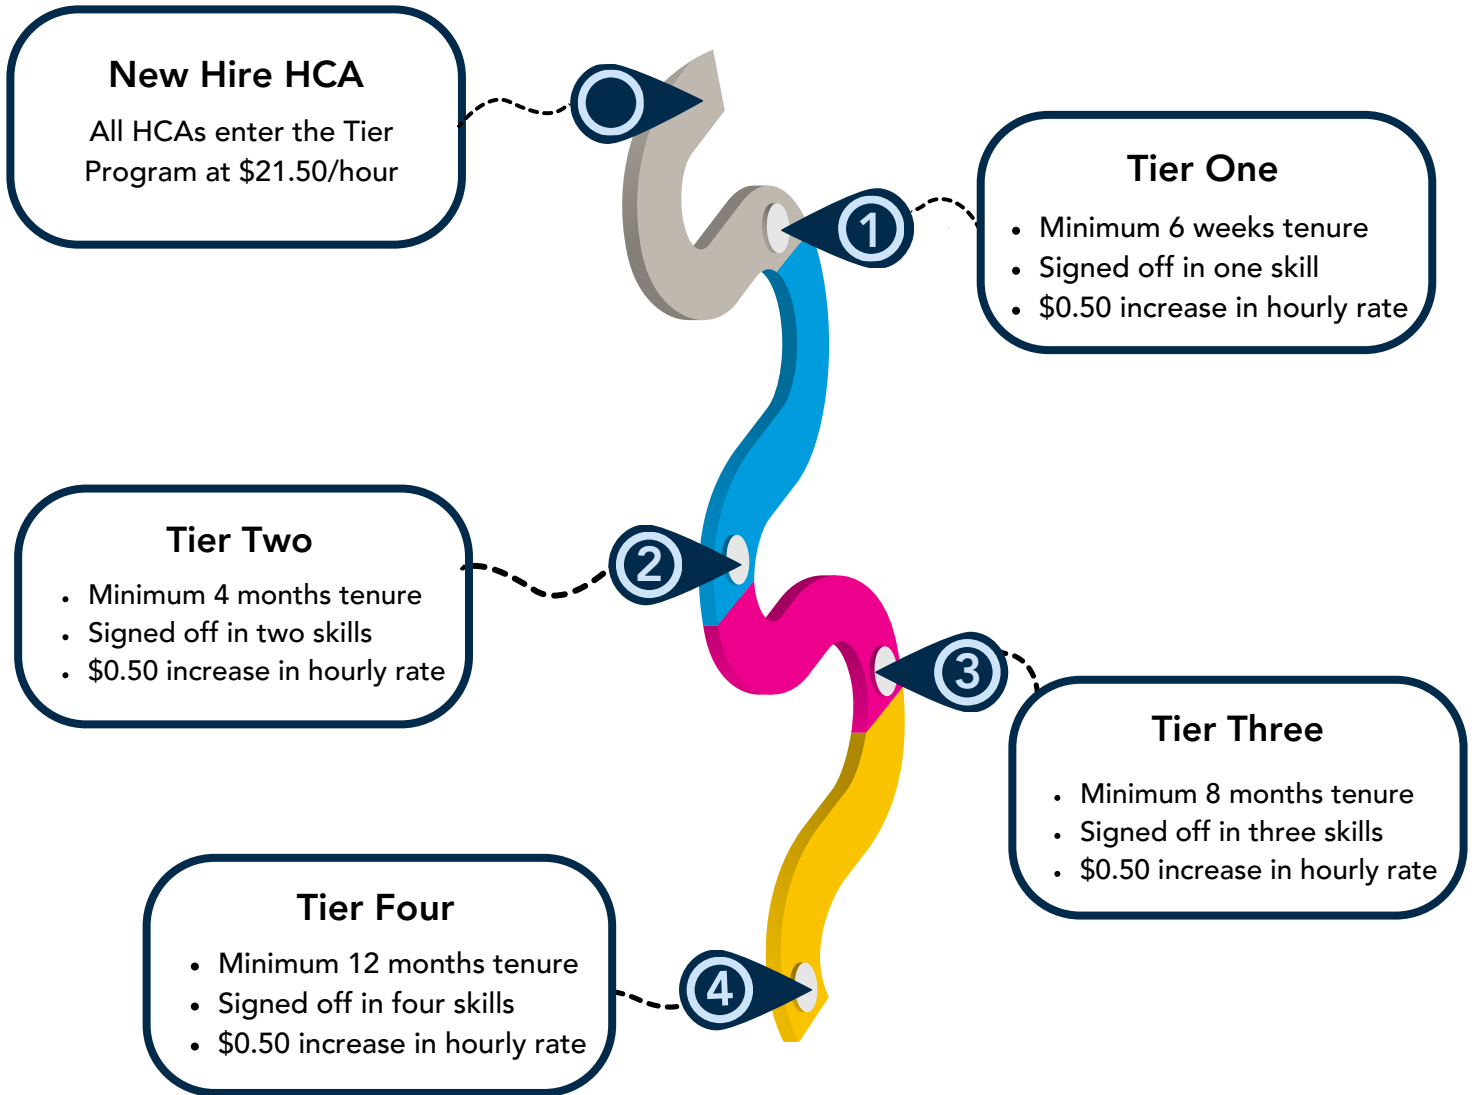 New Hire HCA
All HCAs enter the Tier
Program at $21.50/hour
1
Tier One
• Minimum 6 weeks tenure
• Signed off in one skill
• $0.50 increase in hourly rate
Tier Two
• Minimum 4 months tenure
• Signed off in two skills
• $0.50 increase in hourly rate
2
3
Tier Three
• Minimum 8 months tenure
• Signed off in three skills
• $0.50 increase in hourly rate
Tier Four
• Minimum 12 months tenure
• Signed off in four skills
• $0.50 increase in hourly rate
4